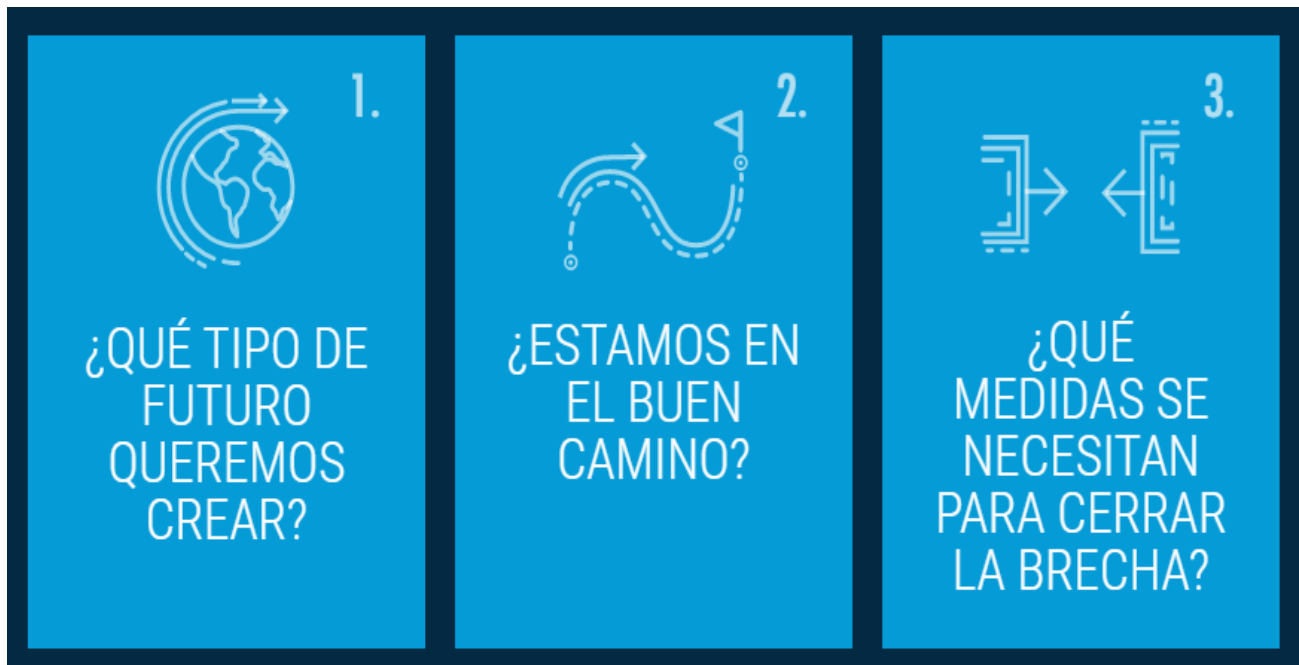 1.
¿QUÉ TIPO DE
FUTURO
QUEREMOS
CREAR?
2.
¿ESTAMOS EN
EL BUEN
CAMINO?
3.
¿QUÉ
MEDIDAS SE
NECESITAN
PARA CERRAR
LA BRECHA?